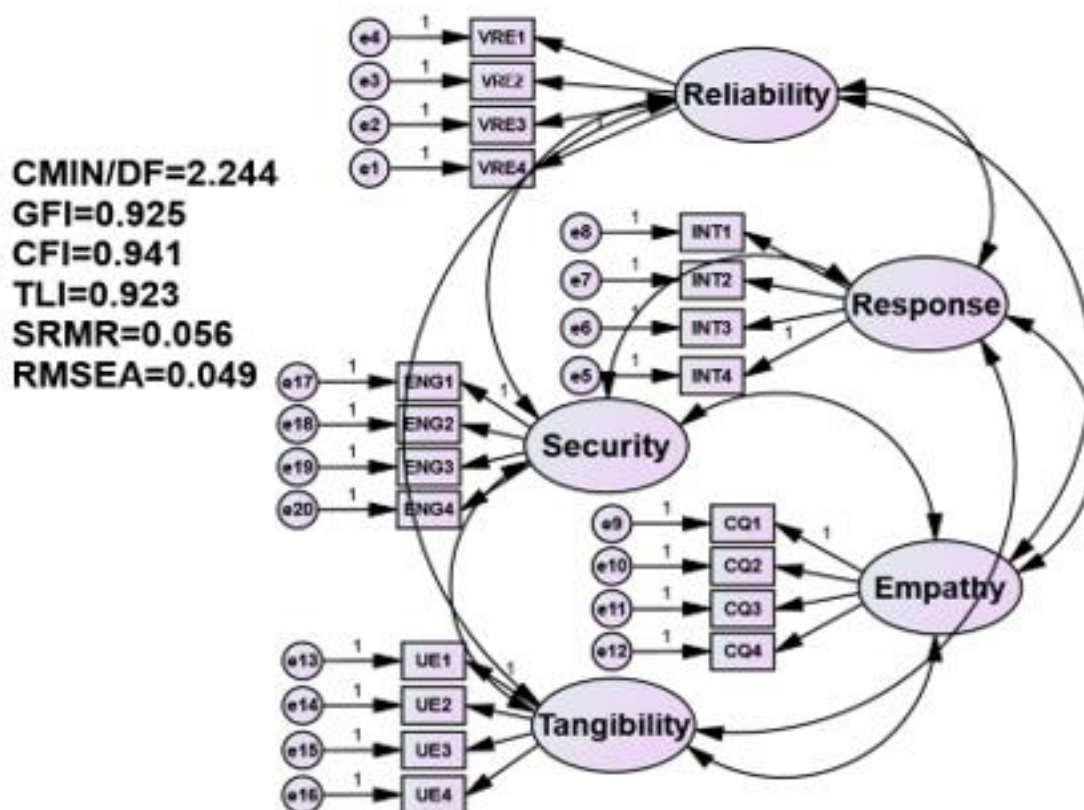 CMIN/DF=2.244
GFI=0.925
CFI=0.941
TLI=0.923
SRMR=0.056
RMSEA=0.049
e4 1 VRE1
e3 1 VRE2
e2 1 VRE3
e1 1 VRE4
1
Reliability
e8 1 INT1
e7 1 INT2
e6 1 INT3
e5 1 INT4
1
Response
e17 1 ENG1
e18 1 ENG2
e19 1 ENG3
e20 1 ENG4
1
Security
e9 1 CQ1
e10 1 CQ2
e11 1 CQ3
e12 1 CQ4
1
Empathy
e13 1 UE1
e14 1 UE2
e15 1 UE3
e16 1 UE4
1
Tangibility